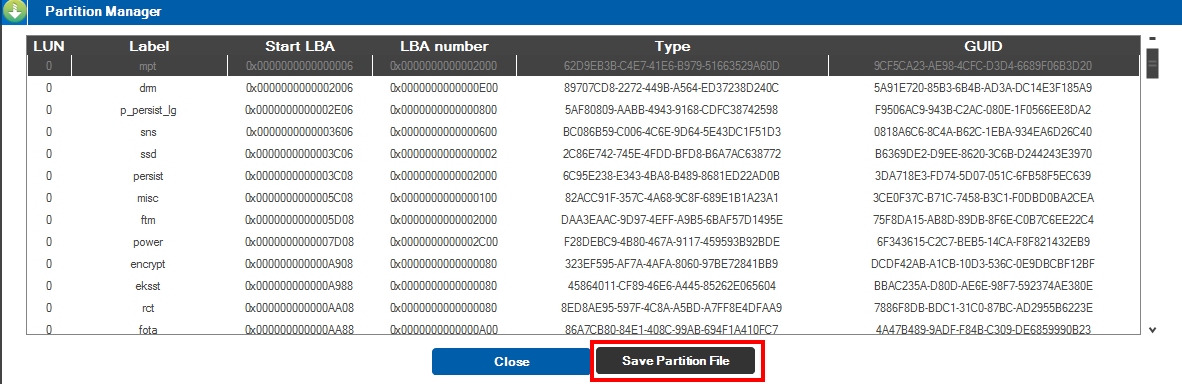 Partition Manager
LUN Label Start LBA LBA number Type GUID
0 mpt 0x0000000000000006 0x0000000000002000 62D9EB3B-C4E7-41E6-B979-51663529A60D 9CF5CA23-AE98-4CFC-D3D4-6689F06B3D20
0 drm 0x0000000000002006 0x0000000000000E00 89707CD8-2272-449B-A564-ED37238D240C 5A91E720-85B3-6B4B-AD3A-DC14E3F185A9
0 p_persist_lg 0x0000000000002E06 0x0000000000000800 5AF80809-AABB-4943-9168-CDFC38742598 F9506AC9-943B-C2AC-080E-1F0566EE8DA2
0 sns 0x0000000000003606 0x0000000000000600 BC086B59-C006-4C6E-9D64-5E43DC1F51D3 0818A6C6-8C4A-B62C-1EBA-934EA6D26C40
0 ssd 0x0000000000003C06 0x0000000000000002 2C86E742-745E-4FDD-BFD8-B6A7AC638772 B6369DE2-D9EE-8620-3C6B-D244243E3970
0 persist 0x0000000000003C08 0x0000000000002000 6C95E238-E343-4BA8-B489-8681ED22AD0B 3DA718E3-FD74-5D07-051C-6FB58F5EC639
0 misc 0x0000000000005C08 0x0000000000000100 82ACC91F-357C-4A68-9C8F-689E1B1A23A1 3CE0F37C-B71C-7458-B3C1-F0DBD0BA2CEA
0 ftm 0x0000000000005D08 0x0000000000002000 DAA3EAAC-9D97-4EFF-A9B5-6BAF57D1495E 75F8DA15-AB8D-89DB-8F6E-C0B7C6EE22C4
0 power 0x0000000000007D08 0x0000000000002C00 F28DEBC9-4B80-467A-9117-459593B92BDE 6F343615-C2C7-BEB5-14CA-F8F821432EB9
0 encrypt 0x000000000000A908 0x0000000000000080 323EF595-AF7A-4AFA-8060-97BE72841BB9 DCDF42AB-A1CB-10D3-536C-0E9DBCBF12BF
0 eksst 0x000000000000A988 0x0000000000000080 45864011-CF89-46E6-A445-85262E065604 BBAC235A-D80D-AE6E-98F7-592374AE380E
0 rct 0x000000000000AA08 0x0000000000000080 8ED8AE95-597F-4C8A-A5BD-A7FF8E4DFAA9 7886F8DB-BDC1-31C0-87BC-AD2955B6223E
0 fota 0x000000000000AA88 0x0000000000000A00 86A7CB80-84E1-408C-99AB-694F1A410FC7 4A47B489-9ADF-F84B-C309-DE6859990B23
Close Save Partition File